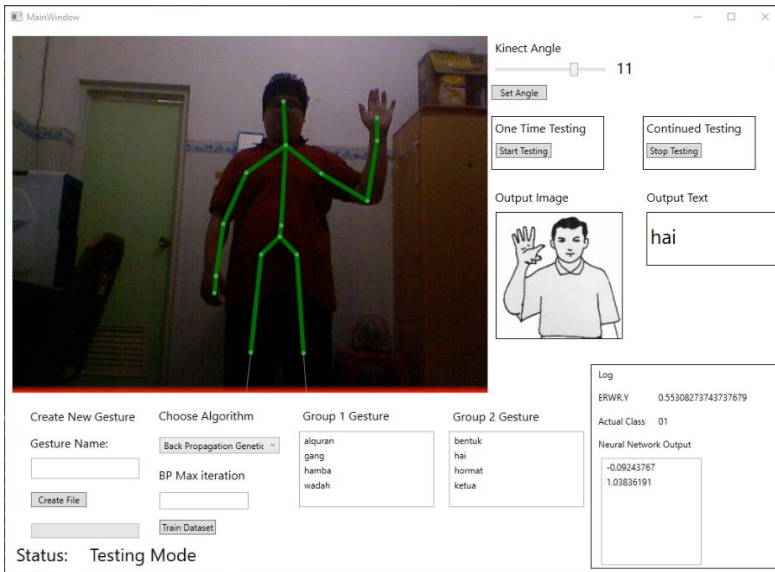 MainWindow
Kinect Angle
11
Set Angle
One Time Testing
Start Testing
Continued Testing
Stop Testing
Output Image
Output Text
hai
Log
ERWR.Y 0.55308273743737679
Actual Class 01
Neural Network Output
-0.09243767
1.03836191
Create New Gesture
Gesture Name:
Create File
Choose Algorithm
Back Propagation Genetic
BP Max iteration
Train Dataset
Group 1 Gesture
alquran
gang
hamba
wadah
Group 2 Gesture
bentuk
hai
hormat
ketua
Status: Testing Mode